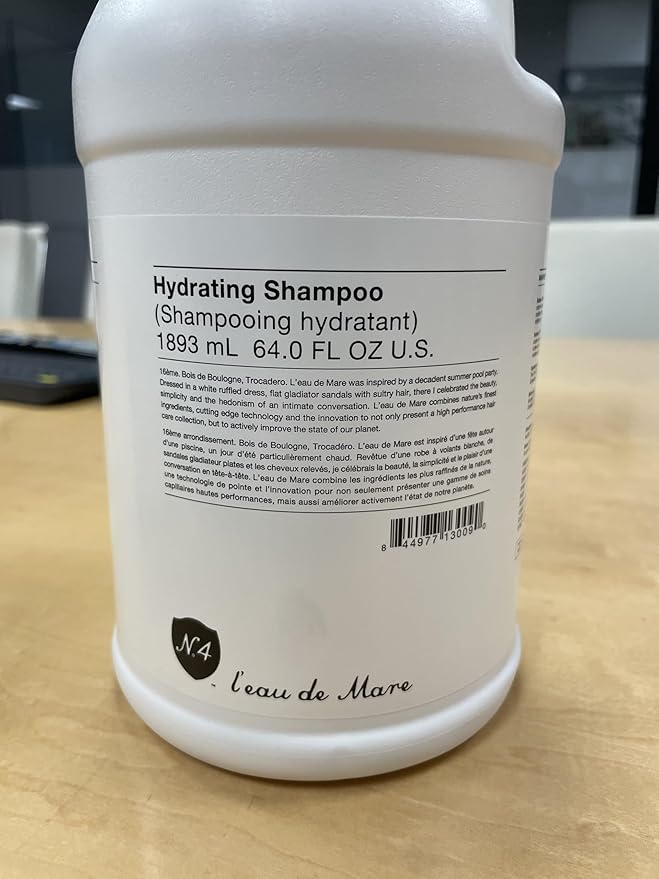 Hydrating Shampoo
(Shampooing hydratant)
1893 mL 64.0 FL OZ U.S.
16ème. Bois de Boulogne, Trocadero. L'eau de Mare was inspired by a decadent summer pool party.
Dressed in a white ruffled dress, flat gladiator sandals with sultry hair, there I celebrated the beauty,
simplicity and the hedonism of an intimate conversation. L'eau de Mare combines nature's finest
ingredients, cutting edge technology and the innovation to not only present a high performance hair
care collection, but to actively improve the state of our planet.
16ème arrondissement. Bois de Boulogne, Trocadéro. L'eau de Mare est inspiré d'une fête autour
d'une piscine, un jour d'été particulièrement chaud. Revêtue d'une robe à volants blanche, de
sandales gladiateur plates et les cheveux relevés, je célébrais la beauté, la simplicité et le plaisir d'une
conversation en tête-à-tête. L'eau de Mare combine les ingrédients les plus raffinés de la nature,
une technologie de pointe et l'innovation pour non seulement présenter une gamme de soins
capillaires hautes performances, mais aussi améliorer activement l'état de notre planète.
8 44977 13009 0
N.4
l'eau de Mare